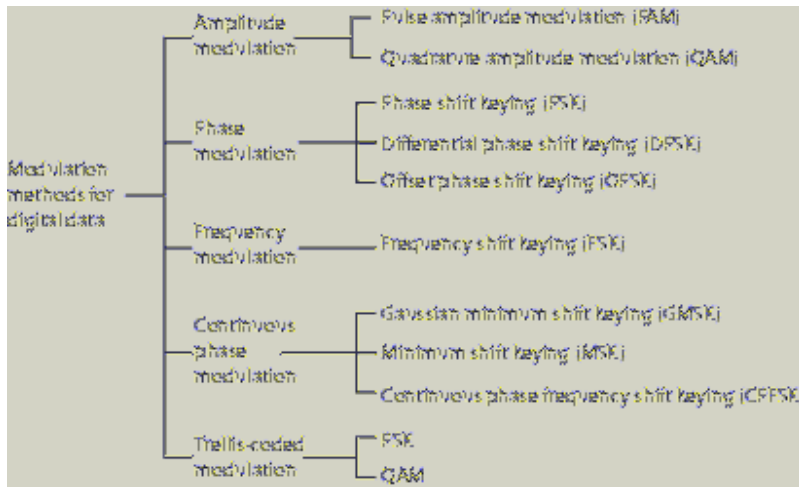 Amplitude
modulation
Pulse amplitude modulation (PAM)
Quadrature amplitude modulation (QAM)
Phase
modulation
Phase shift keying (PSK)
Differential phase shift keying (DPSK)
Offset phase shift keying (OPSK)
Modulation
methods for
digital data
Frequency
modulation
Frequency shift keying (FSK)
Continuous
phase
modulation
Gaussian minimum shift keying (GMSK)
Minimum shift keying (MSK)
Continuous phase frequency shift keying (CPFSK)
Trellis-coded
modulation
PSK
QAM